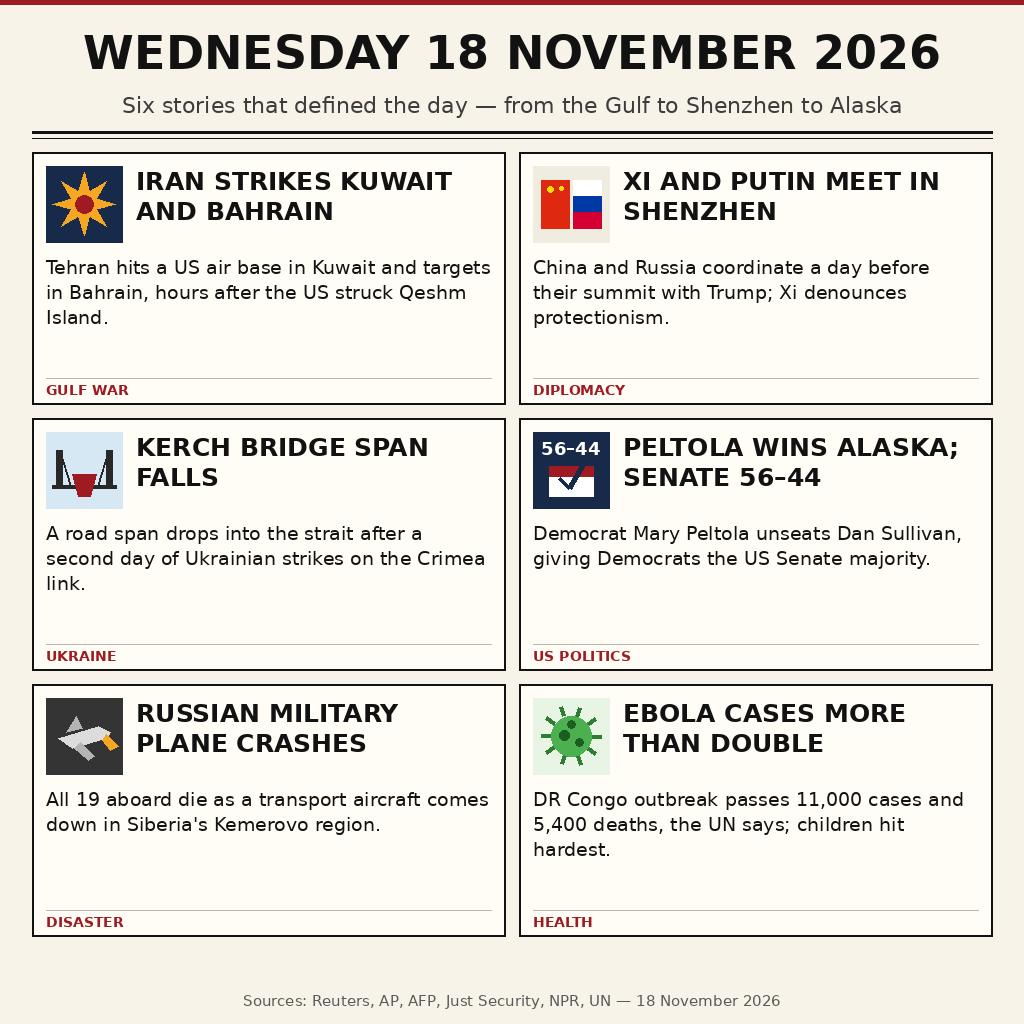 WEDNESDAY 18 NOVEMBER 2026
Six stories that defined the day — from the Gulf to Shenzhen to Alaska
IRAN STRIKES KUWAIT
AND BAHRAIN
Tehran hits a US air base in Kuwait and targets
in Bahrain, hours after the US struck Qeshm
Island.
GULF WAR
XI AND PUTIN MEET IN
SHENZHEN
China and Russia coordinate a day before
their summit with Trump; Xi denounces
protectionism.
DIPLOMACY
KERCH BRIDGE SPAN
FALLS
A road span drops into the strait after a
second day of Ukrainian strikes on the Crimea
link.
UKRAINE
56–44
PELTOLA WINS ALASKA;
SENATE 56–44
Democrat Mary Peltola unseats Dan Sullivan,
giving Democrats the US Senate majority.
US POLITICS
RUSSIAN MILITARY
PLANE CRASHES
All 19 aboard die as a transport aircraft comes
down in Siberia's Kemerovo region.
DISASTER
EBOLA CASES MORE
THAN DOUBLE
DR Congo outbreak passes 11,000 cases and
5,400 deaths, the UN says; children hit
hardest.
HEALTH
Sources: Reuters, AP, AFP, Just Security, NPR, UN — 18 November 2026